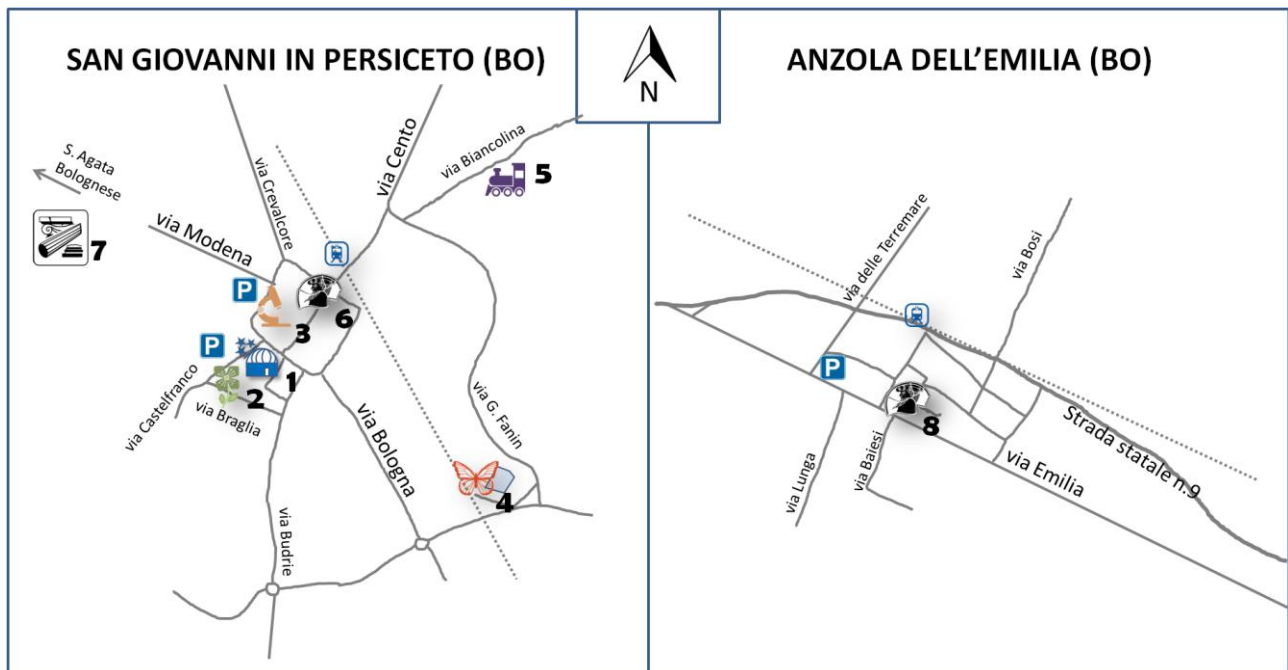 SAN GIOVANNI IN PERSICETO (BO)
N
ANZOLA DELL'EMILIA (BO)
S. Agata
Bolognese
7
via Modena
via Crevalcore
via Cento
via Biancolina
5
P
3
6
P
1
2
via Castelfranco
via Braglia
via Budrie
via Bologna
via G. Fanin
4
via delle Terremare
via Bosi
P
8
via Lunga
via Baiesi
via Emilia
Strada statale n.9